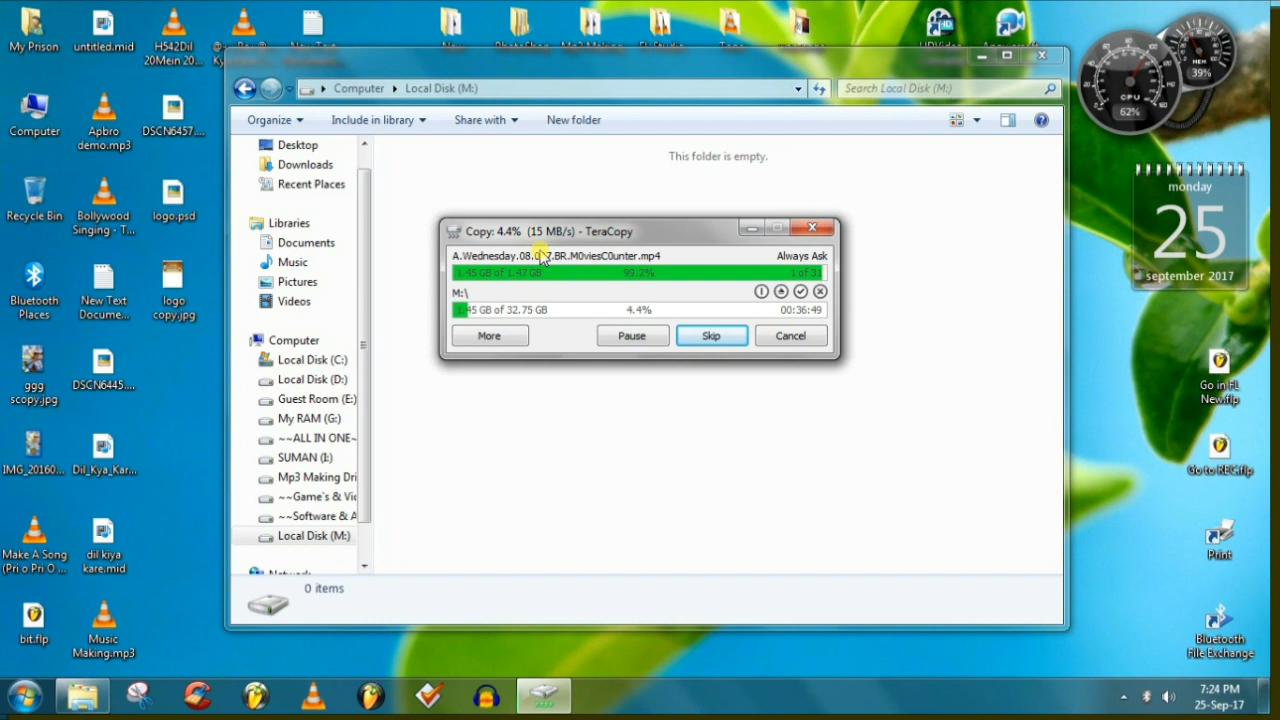 My Prison
untitled.mid
H542Dil
20Mein 20...
Computer
Apbro
demo.mp3
DSCN6457....
Recycle Bin
Bollywood
Singing - T...
logo.psd
Bluetooth
Places
New Text
Docume...
logo
copy.jpg
ggg
scopy.jpg
DSCN6445....
IMG_20160...
Dil_Kya_Kar...
Make A Song
(Pri o Pri O ...
dil kiya
kare.mid
bit.flp
Music
Making.mp3
Computer
Local Disk (M:)
Search Local Disk (M:)
Organize
Include in library
Share with
New folder
Desktop
Downloads
Recent Places
Libraries
Documents
Music
Pictures
Videos
Computer
Local Disk (C:)
Local Disk (D:)
Guest Room (E:)
My RAM (G:)
~~ALL IN ONE~
SUMAN (I:)
Mp3 Making Dri
~~Game`s & Vid
~~Software & A
Local Disk (M:)
Network
This folder is empty.
0 items
Copy: 4.4% (15 MB/s) - TeraCopy
Always Ask
1.45 GB of 1.47 GB 99.2% 1 of 31
M:\
1.45 GB of 32.75 GB 4.4% 00:36:49
More
Pause
Skip
Cancel
CPU
62%
MEM
39%
monday
25
september 2017
Go in FL
New.flp
Go to REC.flp
Print
Bluetooth
File Exchange
7:24 PM
25-Sep-17